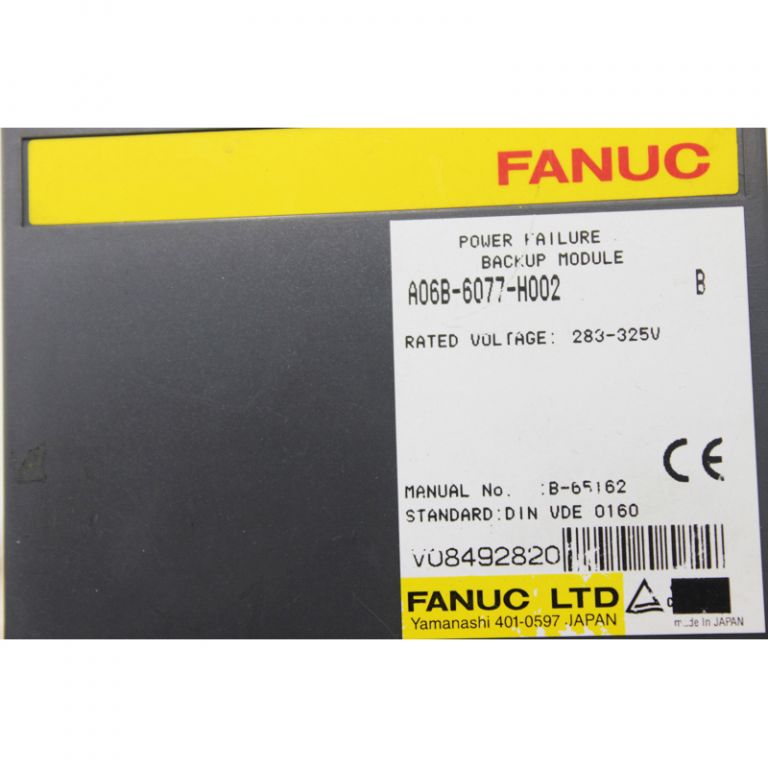 FANUC
POWER FAILURE
BACKUP MODULE
A06B-6077-H002 B
RATED VOLTAGE: 283-325V
CE
MANUAL No. :B-65162
STANDARD:DIN VDE 0160
V08492820
FANUC LTD
Yamanashi 401-0597 JAPAN
made in JAPAN